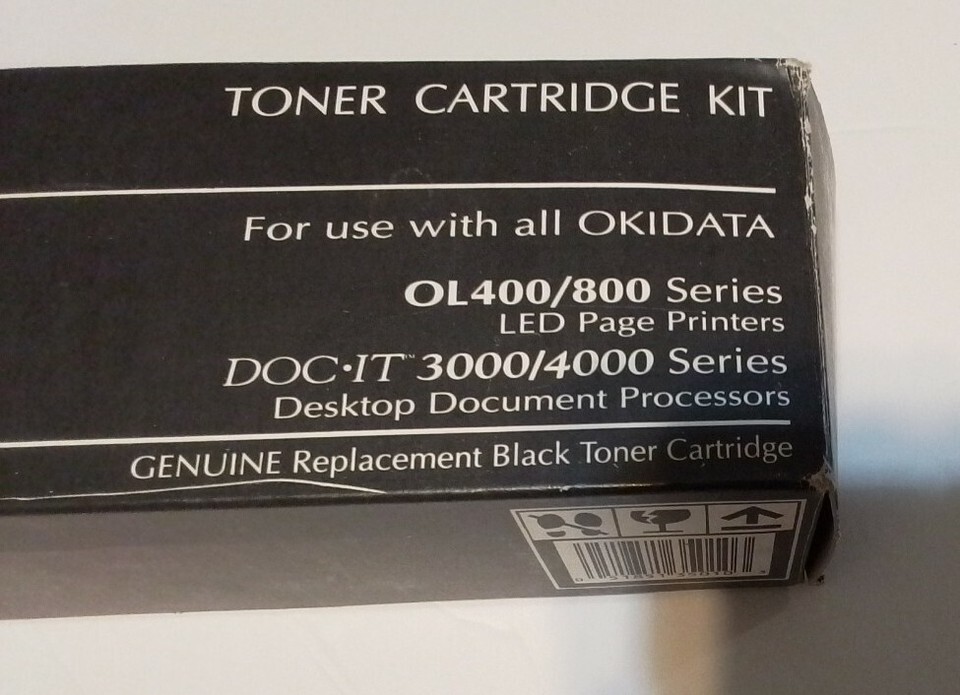 TONER CARTRIDGE KIT
For use with all OKIDATA
OL400/800 Series
LED Page Printers
DOC·IT™ 3000/4000 Series
Desktop Document Processors
GENUINE Replacement Black Toner Cartridge